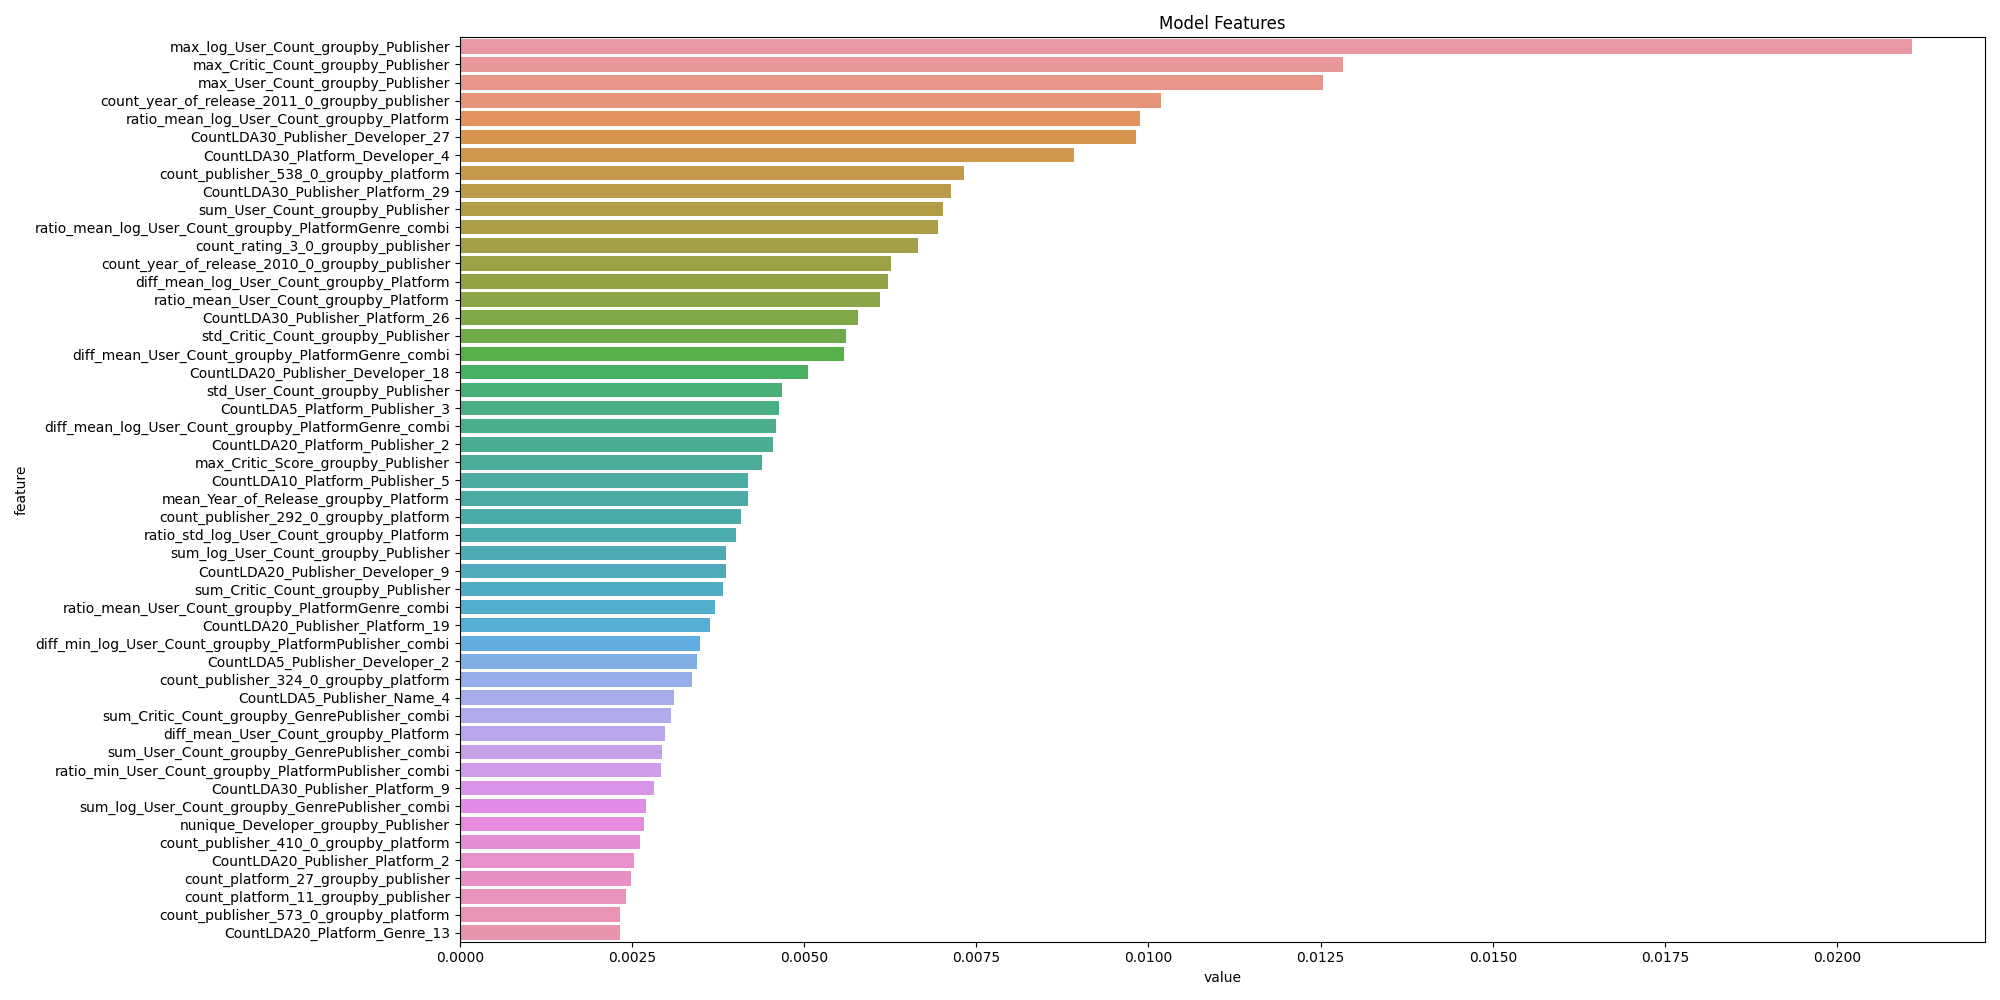 Model Features
feature
max_log_User_Count_groupby_Publisher
max_Critic_Count_groupby_Publisher
max_User_Count_groupby_Publisher
count_year_of_release_2011_0_groupby_publisher
ratio_mean_log_User_Count_groupby_Platform
CountLDA30_Publisher_Developer_27
CountLDA30_Platform_Developer_4
count_publisher_538_0_groupby_platform
CountLDA30_Publisher_Platform_29
sum_User_Count_groupby_Publisher
ratio_mean_log_User_Count_groupby_PlatformGenre_combi
count_rating_3_0_groupby_publisher
count_year_of_release_2010_0_groupby_publisher
diff_mean_log_User_Count_groupby_Platform
ratio_mean_User_Count_groupby_Platform
CountLDA30_Publisher_Platform_26
std_Critic_Count_groupby_Publisher
diff_mean_User_Count_groupby_PlatformGenre_combi
CountLDA20_Publisher_Developer_18
std_User_Count_groupby_Publisher
CountLDA5_Platform_Publisher_3
diff_mean_log_User_Count_groupby_PlatformGenre_combi
CountLDA20_Platform_Publisher_2
max_Critic_Score_groupby_Publisher
CountLDA10_Platform_Publisher_5
mean_Year_of_Release_groupby_Platform
count_publisher_292_0_groupby_platform
ratio_std_log_User_Count_groupby_Platform
sum_log_User_Count_groupby_Publisher
CountLDA20_Publisher_Developer_9
sum_Critic_Count_groupby_Publisher
ratio_mean_User_Count_groupby_PlatformGenre_combi
CountLDA20_Publisher_Platform_19
diff_min_log_User_Count_groupby_PlatformPublisher_combi
CountLDA5_Publisher_Developer_2
count_publisher_324_0_groupby_platform
CountLDA5_Publisher_Name_4
sum_Critic_Count_groupby_GenrePublisher_combi
diff_mean_User_Count_groupby_Platform
sum_User_Count_groupby_GenrePublisher_combi
ratio_min_User_Count_groupby_PlatformPublisher_combi
CountLDA30_Publisher_Platform_9
sum_log_User_Count_groupby_GenrePublisher_combi
nunique_Developer_groupby_Publisher
count_publisher_410_0_groupby_platform
CountLDA20_Publisher_Platform_2
count_platform_27_groupby_publisher
count_platform_11_groupby_publisher
count_publisher_573_0_groupby_platform
CountLDA20_Platform_Genre_13
0.0000 0.0025 0.0050 0.0075 0.0100 0.0125 0.0150 0.0175 0.0200
value